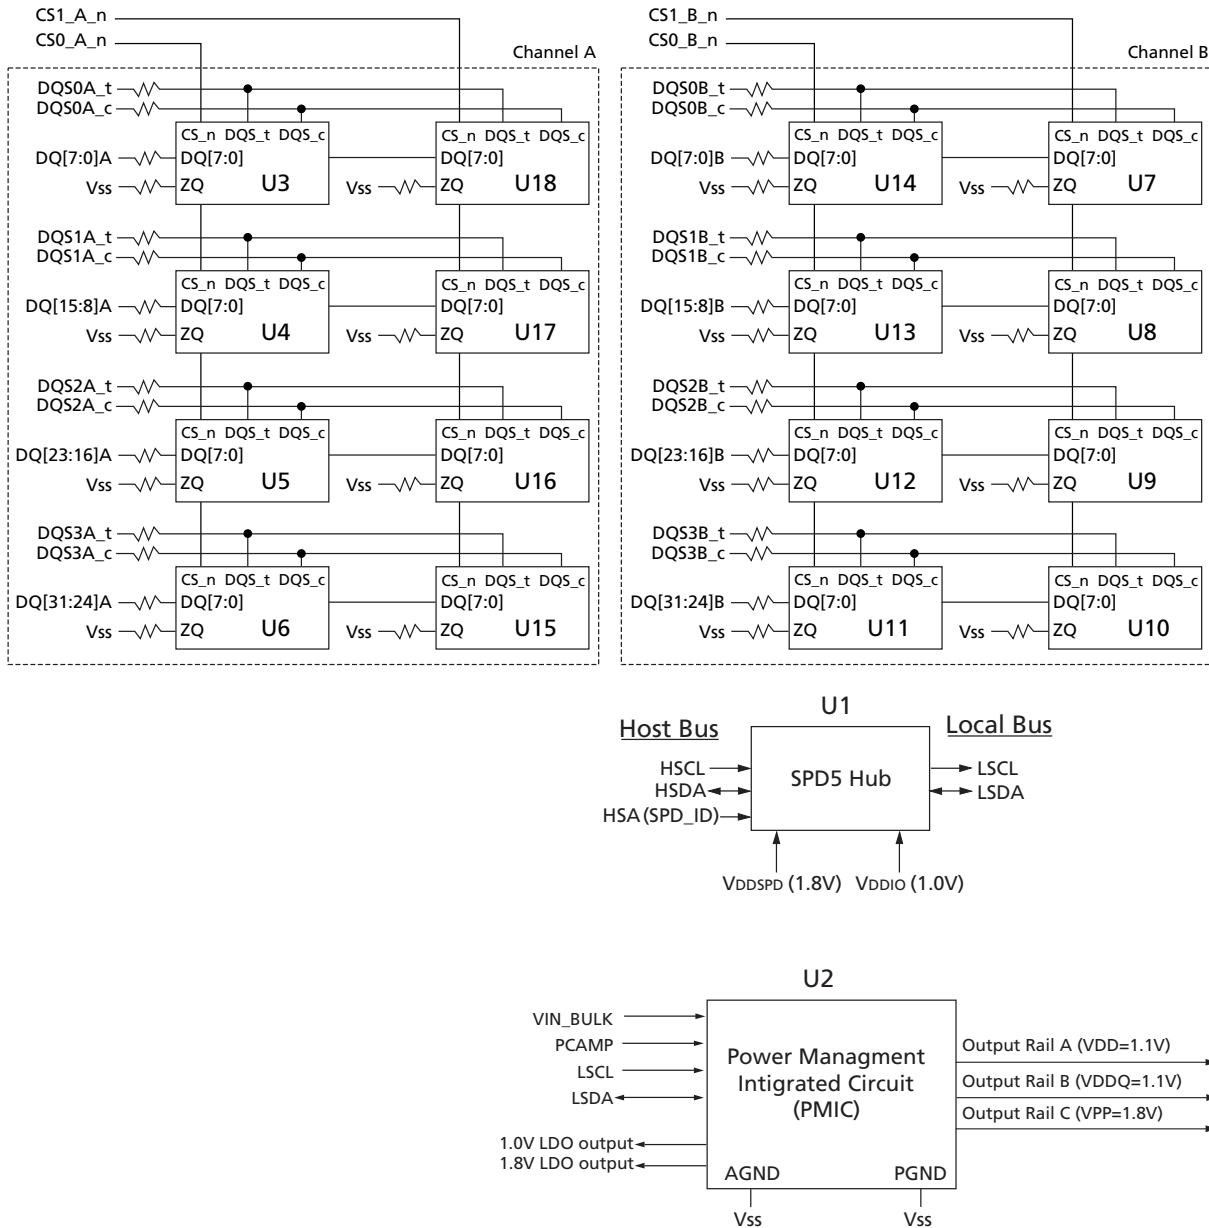 CS1_A_n
CS0_A_n
Channel A
DQS0A_t
DQS0A_c
CS_n DQS_t DQS_c
CS_n DQS_t DQS_c
DQ[7:0]A
DQ[7:0]
DQ[7:0]
U3
U18
Vss
ZQ
Vss
ZQ
DQS1A_t
DQS1A_c
CS_n DQS_t DQS_c
CS_n DQS_t DQS_c
DQ[15:8]A
DQ[7:0]
DQ[7:0]
U4
U17
Vss
ZQ
Vss
ZQ
DQS2A_t
DQS2A_c
CS_n DQS_t DQS_c
CS_n DQS_t DQS_c
DQ[23:16]A
DQ[7:0]
DQ[7:0]
U5
U16
Vss
ZQ
Vss
ZQ
DQS3A_t
DQS3A_c
CS_n DQS_t DQS_c
CS_n DQS_t DQS_c
DQ[31:24]A
DQ[7:0]
DQ[7:0]
U6
U15
Vss
ZQ
Vss
ZQ
CS1_B_n
CS0_B_n
Channel B
DQS0B_t
DQS0B_c
CS_n DQS_t DQS_c
CS_n DQS_t DQS_c
DQ[7:0]B
DQ[7:0]
DQ[7:0]
U14
U7
Vss
ZQ
Vss
ZQ
DQS1B_t
DQS1B_c
CS_n DQS_t DQS_c
CS_n DQS_t DQS_c
DQ[15:8]B
DQ[7:0]
DQ[7:0]
U13
U8
Vss
ZQ
Vss
ZQ
DQS2B_t
DQS2B_c
CS_n DQS_t DQS_c
CS_n DQS_t DQS_c
DQ[23:16]B
DQ[7:0]
DQ[7:0]
U12
U9
Vss
ZQ
Vss
ZQ
DQS3B_t
DQS3B_c
CS_n DQS_t DQS_c
CS_n DQS_t DQS_c
DQ[31:24]B
DQ[7:0]
DQ[7:0]
U11
U10
Vss
ZQ
Vss
ZQ
U1
Host Bus
Local Bus
HSCL
HSDA
HSA (SPD_ID)
SPD5 Hub
LSCL
LSDA
VDDSPD (1.8V)
VDDIO (1.0V)
U2
VIN_BULK
PCAMP
LSCL
LSDA
1.0V LDO output
1.8V LDO output
Power Managment
Intigrated Circuit
(PMIC)
AGND
PGND
Output Rail A (VDD=1.1V)
Output Rail B (VDDQ=1.1V)
Output Rail C (VPP=1.8V)
Vss
Vss